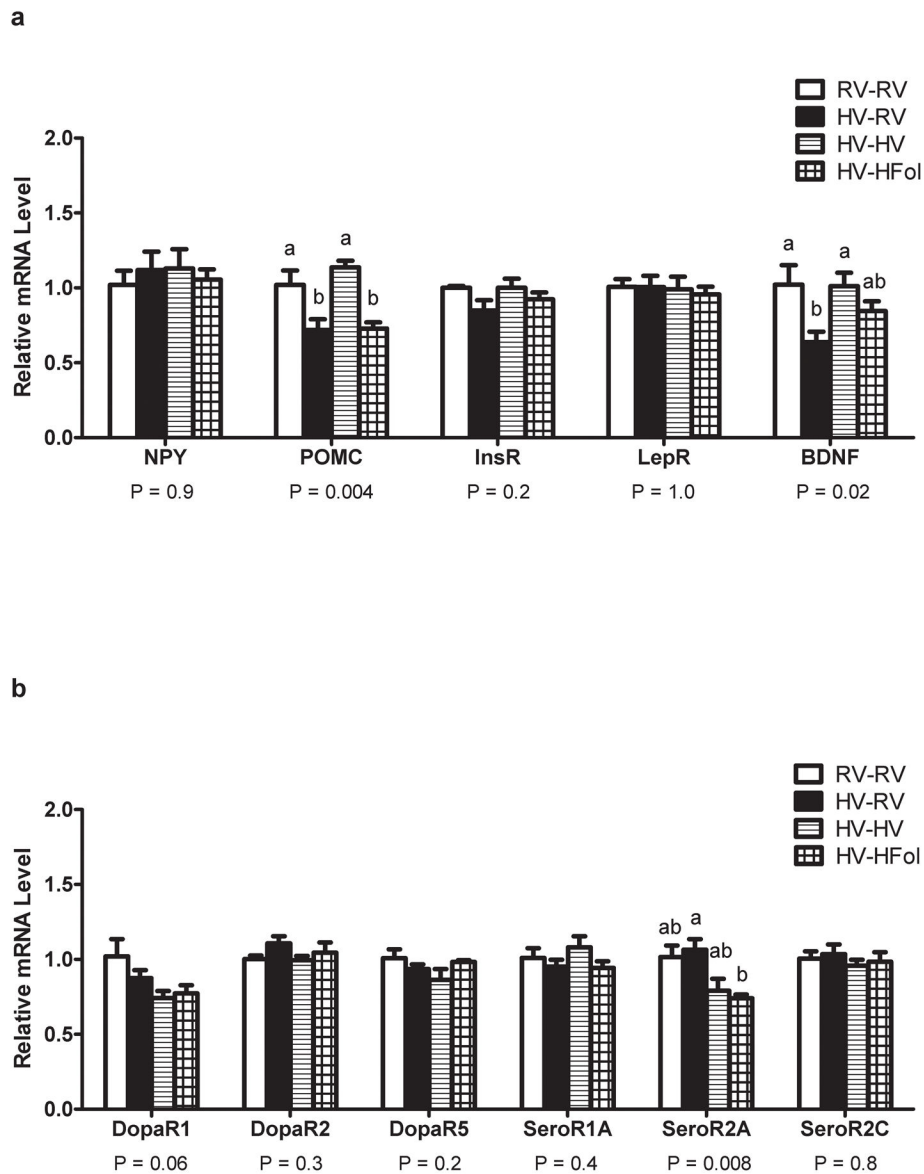 a
RV-RV
HV-RV
HV-HV
HV-HFol
Relative mRNA Level
2.0
1.5
1.0
0.5
0.0
a b a b
a b a ab
NPY POMC InsR LepR BDNF
P = 0.9 P = 0.004 P = 0.2 P = 1.0 P = 0.02
b
RV-RV
HV-RV
HV-HV
HV-HFol
Relative mRNA Level
2.0
1.5
1.0
0.5
0.0
ab a ab b
DopaR1 DopaR2 DopaR5 SeroR1A SeroR2A SeroR2C
P = 0.06 P = 0.3 P = 0.2 P = 0.4 P = 0.008 P = 0.8